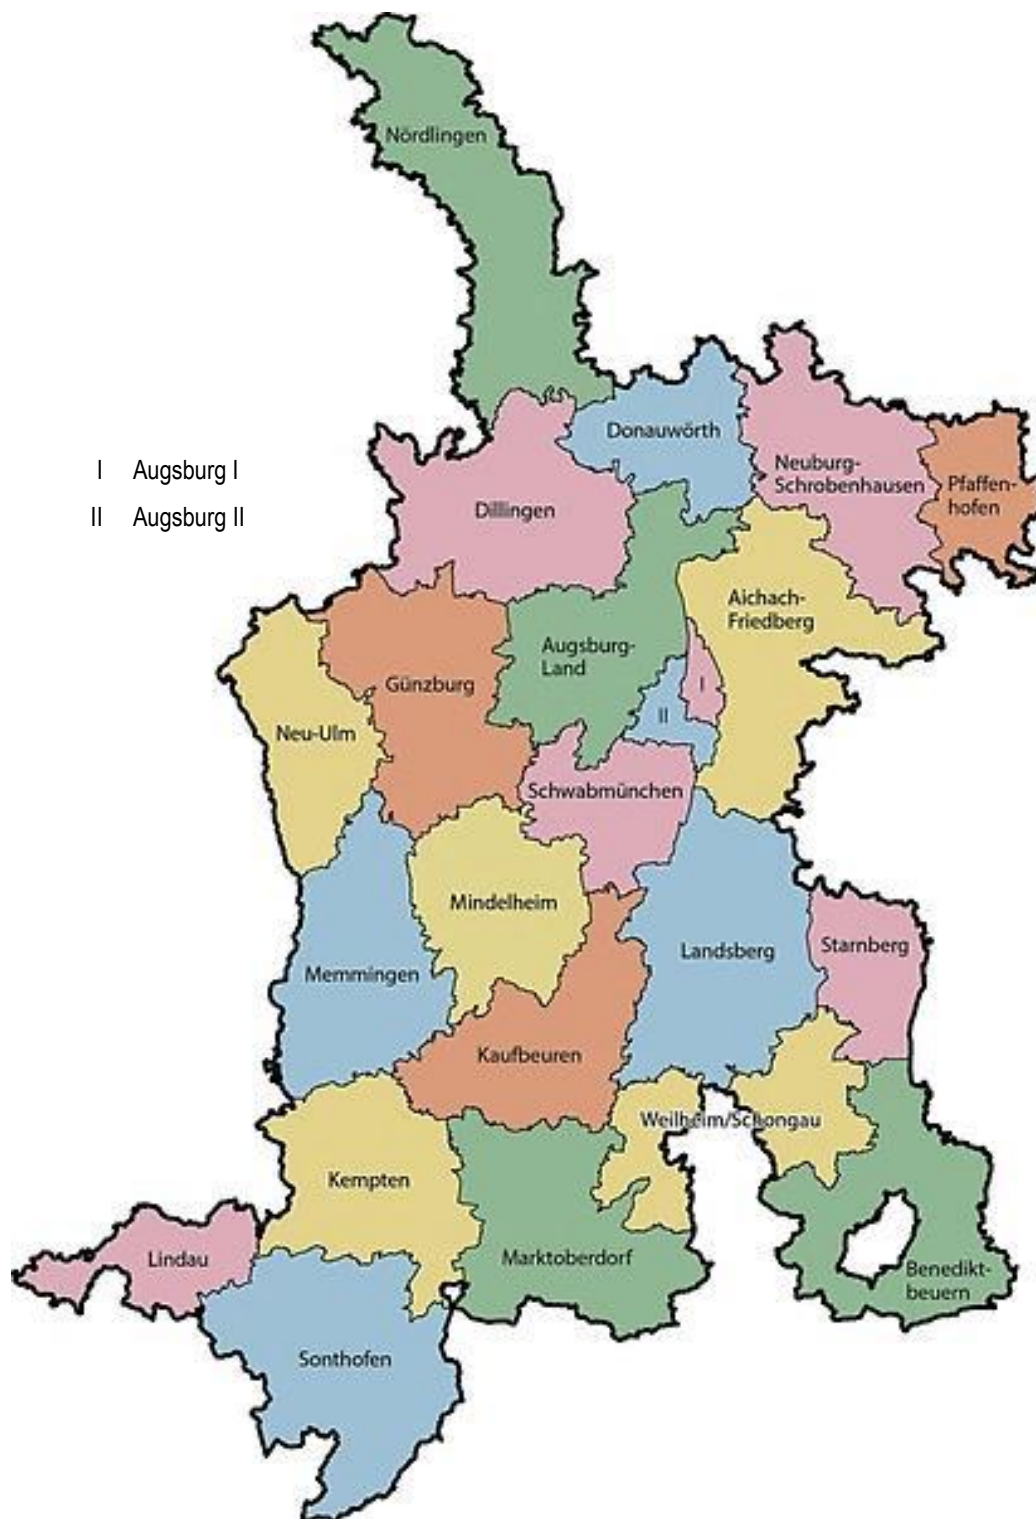 Nördlingen
Donauwörth
Neuburg-
Schrobenhausen
Pfaffen-
hofen
I Augsburg I
II Augsburg II
Dillingen
Aichach-
Friedberg
Augsburg-
Land
Günzburg
I
II
Neu-Ulm
Schwabmünchen
Mindelheim
Landsberg
Starnberg
Memmingen
Kaufbeuren
Weilheim/Schongau
Kempten
Lindau
Marktoberdorf
Benedikt-
beuern
Sonthofen